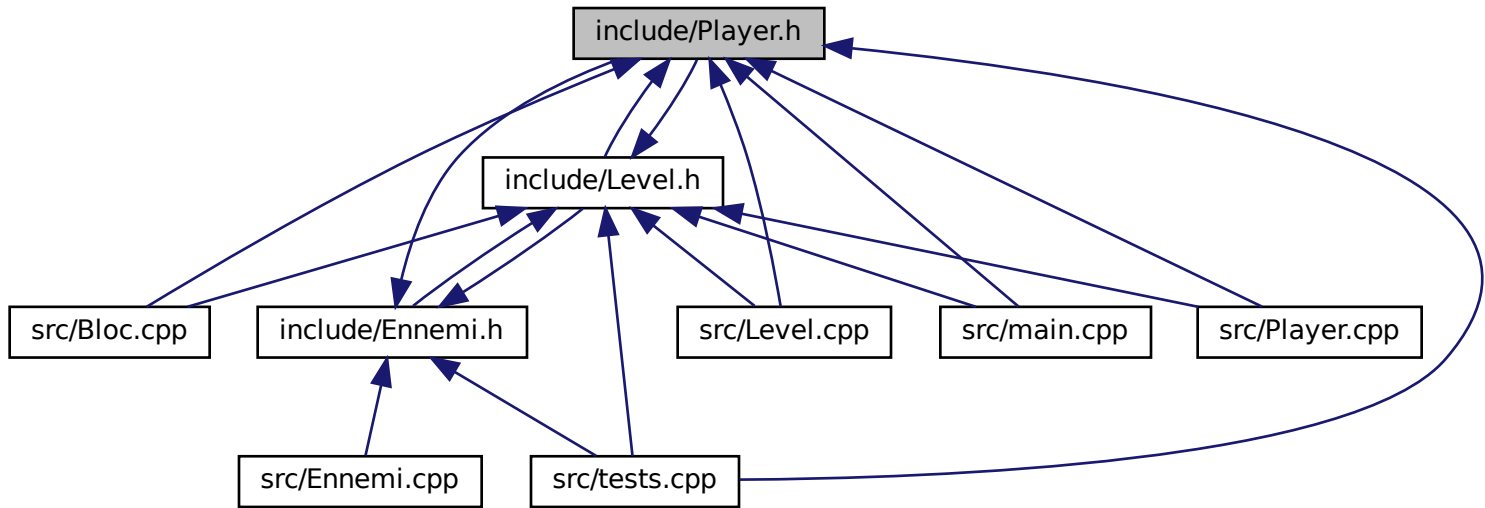 include/Player.h
include/Level.h
src/Bloc.cpp
include/Ennemi.h
src/Level.cpp
src/main.cpp
src/Player.cpp
src/Ennemi.cpp
src/tests.cpp